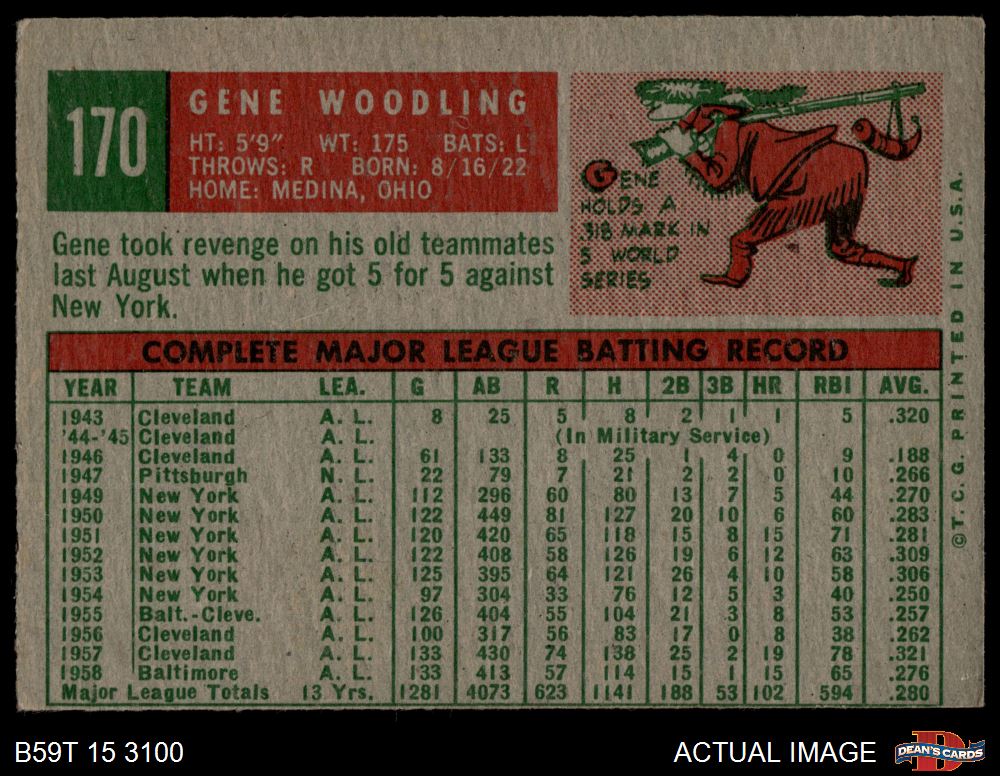 170
GENE WOODLING
HT: 5'9" WT: 175 BATS: L
THROWS: R BORN: 8/16/22
HOME: MEDINA, OHIO
GENE
HOLDS A
.318 MARK IN
5 WORLD
SERIES
Gene took revenge on his old teammates
last August when he got 5 for 5 against
New York.
COMPLETE MAJOR LEAGUE BATTING RECORD
YEAR TEAM LEA. G AB R H 2B 3B HR RBI AVG.
1943 Cleveland A. L. 8 25 5 8 2 1 1 5 .320
'44-'45 Cleveland (In Military Service)
1946 Cleveland A. L. 61 133 8 25 1 4 0 9 .188
1947 Pittsburgh N. L. 22 79 7 21 2 2 0 10 .266
1949 New York A. L. 112 296 60 80 13 7 5 44 .270
1950 New York A. L. 122 449 81 127 20 10 6 60 .283
1951 New York A. L. 120 420 65 118 15 8 15 71 .281
1952 New York A. L. 122 408 58 126 19 6 12 63 .309
1953 New York A. L. 125 395 64 121 26 4 10 58 .306
1954 New York A. L. 97 304 33 76 12 5 3 40 .250
1955 Balt.-Cleve. A. L. 126 404 55 104 21 3 8 53 .257
1956 Cleveland A. L. 100 317 56 83 17 0 8 38 .262
1957 Cleveland A. L. 133 430 74 138 25 2 19 78 .321
1958 Baltimore A. L. 133 413 57 114 15 1 15 65 .276
Major League Totals 13 Yrs. 1281 4073 623 1141 188 53 102 594 .280
©T. C. G. PRINTED IN U.S.A.
B59T 15 3100
ACTUAL IMAGE
DEAN'S CARDS